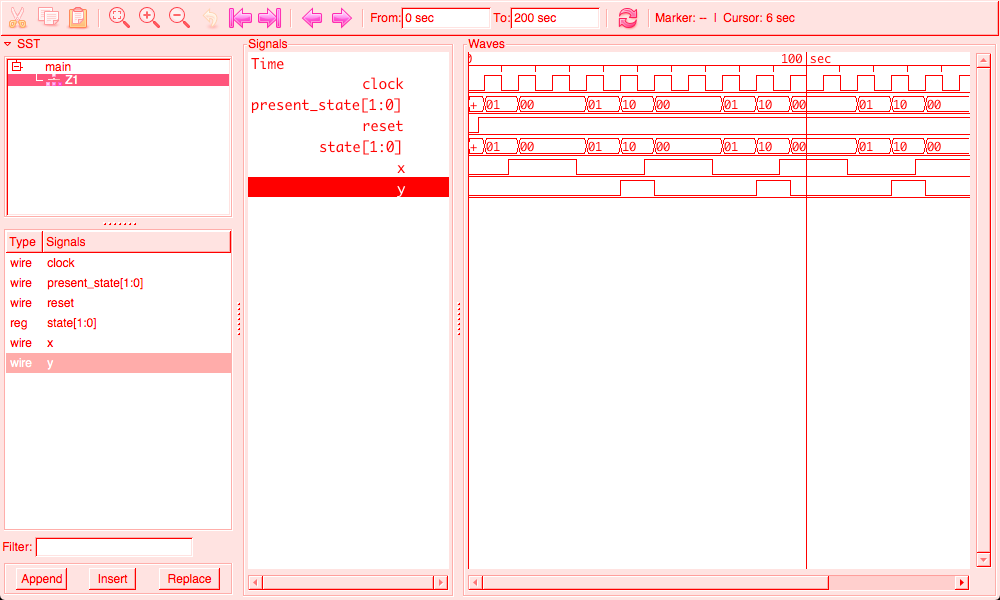 From: 0 sec To: 200 sec Marker: -- | Cursor: 6 sec
SST
main
Z1
Type Signals
wire clock
wire present_state[1:0]
wire reset
reg state[1:0]
wire x
wire y
Filter:
Append Insert Replace
Signals
Time
clock
present_state[1:0]
reset
state[1:0]
x
y
Waves
0 100 sec
+ 01 00 01 10 00 01 10 00 01 10 00
+ 01 00 01 10 00 01 10 00 01 10 00